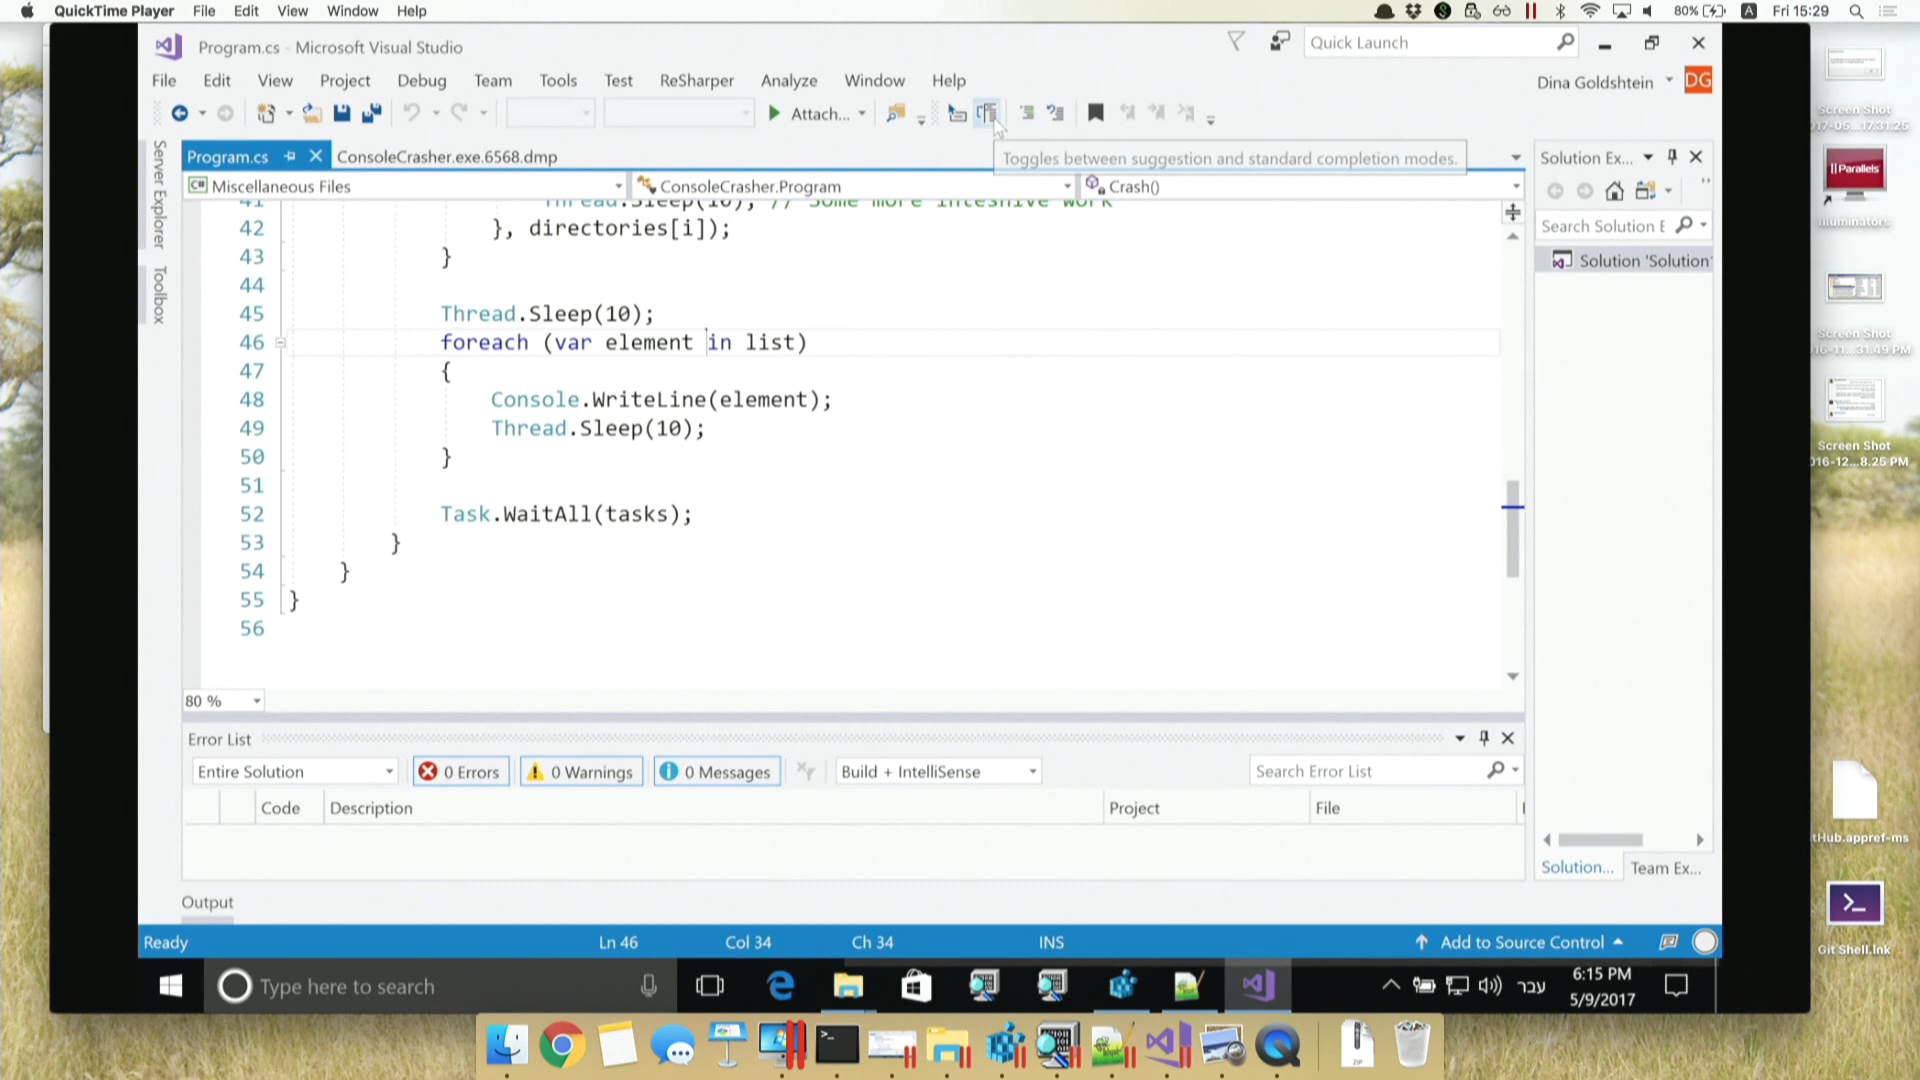 QuickTime Player File Edit View Window Help
80% Fri 15:29
Program.cs - Microsoft Visual Studio
Quick Launch
File Edit View Project Debug Team Tools Test ReSharper Analyze Window Help
Dina Goldshtein DG
Attach...
Program.cs ConsoleCrasher.exe.6568.dmp
Toggles between suggestion and standard completion modes.
Miscellaneous Files ConsoleCrasher.Program Crash()
41 Thread.Sleep(10); // Some more intesnive work
42 }, directories[i]);
43 }
44
45 Thread.Sleep(10);
46 foreach (var element in list)
47 {
48 Console.WriteLine(element);
49 Thread.Sleep(10);
50 }
51
52 Task.WaitAll(tasks);
53 }
54 }
55 }
56
80 %
Server Explorer
Toolbox
Solution Ex...
Search Solution E
Solution 'Solution'
Solution... Team Ex...
Error List
Entire Solution 0 Errors 0 Warnings 0 Messages Build + IntelliSense Search Error List
Code Description Project File
Output
Ready Ln 46 Col 34 Ch 34 INS Add to Source Control
Type here to search
עבר
6:15 PM
5/9/2017
Screen Shot
17-05...17.31.25
Parallels
Illuminators
Screen Shot
16-11...31.49 PM
Screen Shot
016-12...8.25 PM
tHub.appref-ms
Git Shell.lnk
ZIP